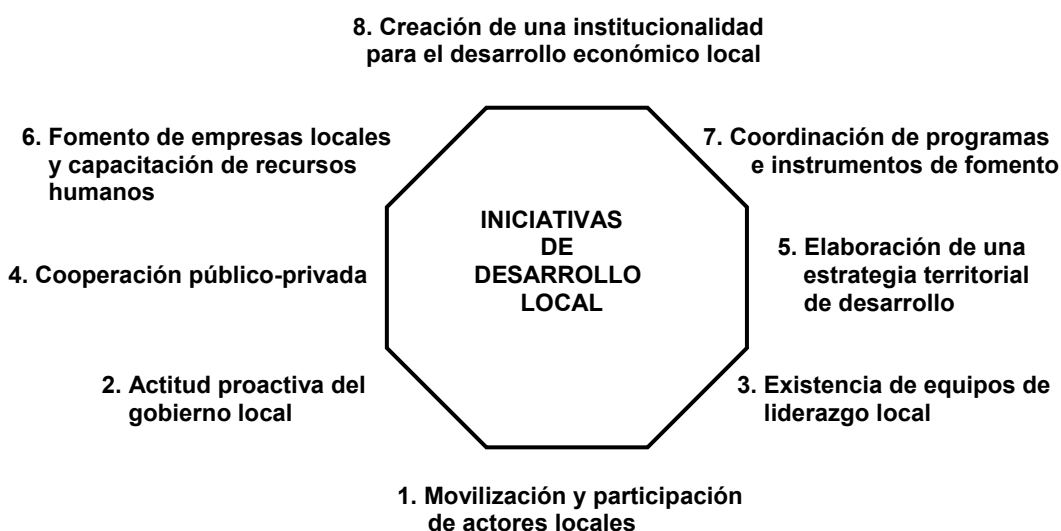 8. Creación de una institucionalidad
para el desarrollo económico local
6. Fomento de empresas locales
y capacitación de recursos
humanos
7. Coordinación de programas
e instrumentos de fomento
INICIATIVAS
DE
DESARROLLO
LOCAL
4. Cooperación público-privada
5. Elaboración de una
estrategia territorial
de desarrollo
2. Actitud proactiva del
gobierno local
3. Existencia de equipos de
liderazgo local
1. Movilización y participación
de actores locales